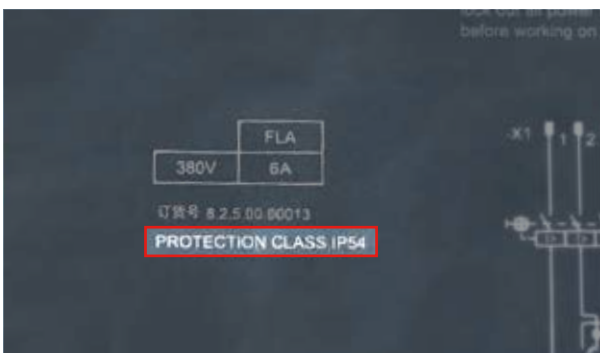 lock out all power
before working on
FLA
380V 6A
订货号 8.2.5.00.00013
PROTECTION CLASS IP54
-X1 1 2